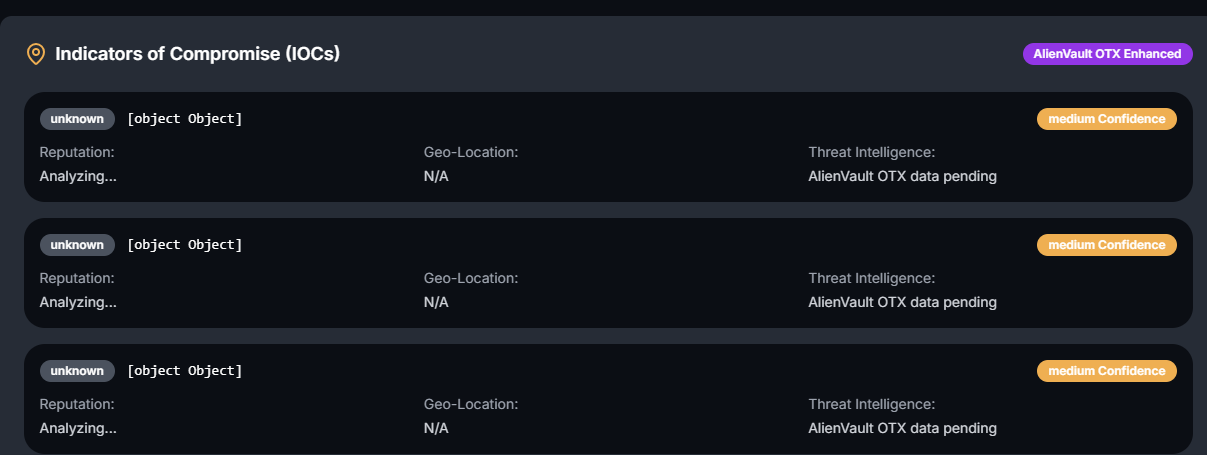 Indicators of Compromise (IOCs) AlienVault OTX Enhanced
unknown [object Object] medium Confidence
Reputation: Geo-Location: Threat Intelligence:
Analyzing... N/A AlienVault OTX data pending
unknown [object Object] medium Confidence
Reputation: Geo-Location: Threat Intelligence:
Analyzing... N/A AlienVault OTX data pending
unknown [object Object] medium Confidence
Reputation: Geo-Location: Threat Intelligence:
Analyzing... N/A AlienVault OTX data pending